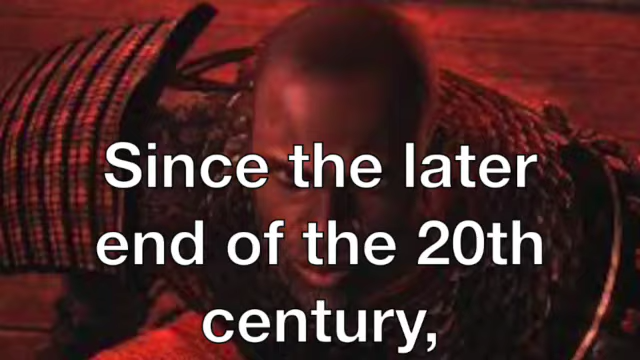 Since the later
end of the 20th
century,